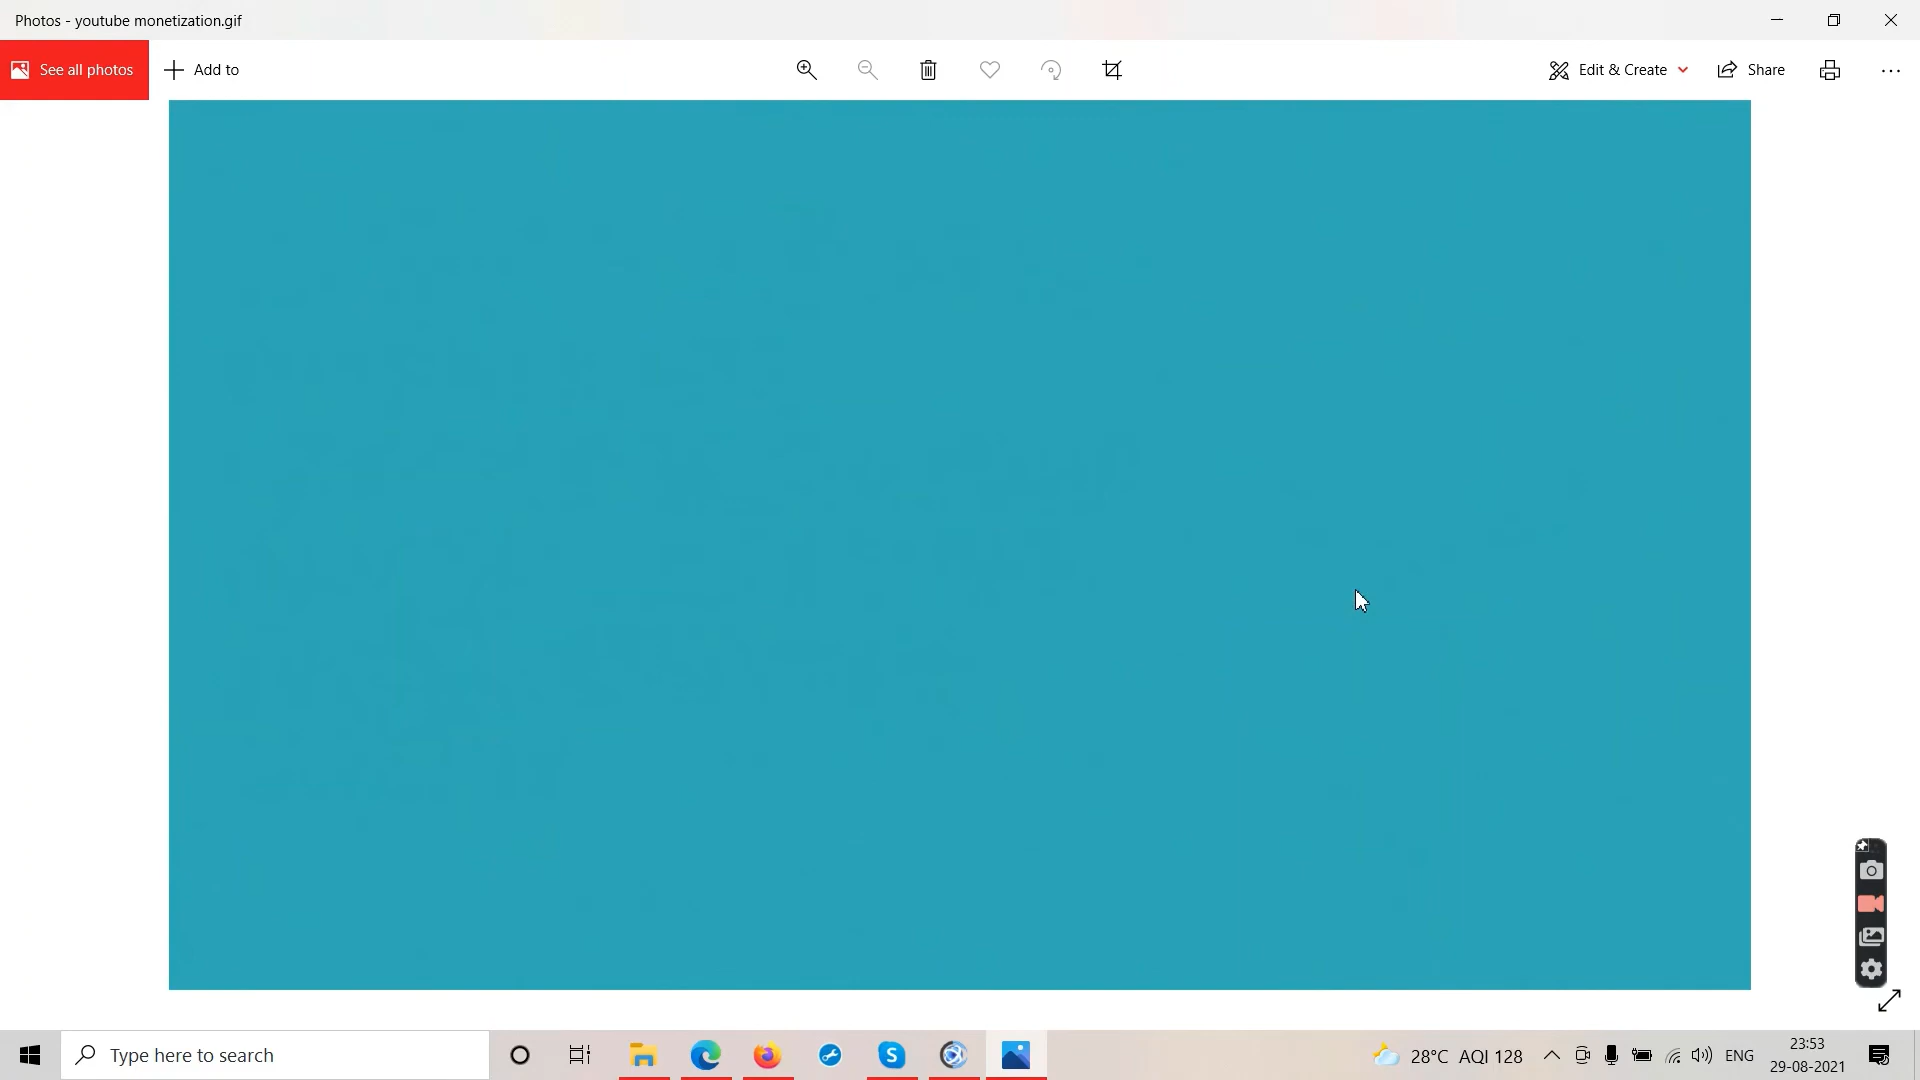 Photos - youtube monetization.gif
See all photos
Add to
Edit & Create
Share
Type here to search
28°C AQI 128
ENG
23:53
29-08-2021